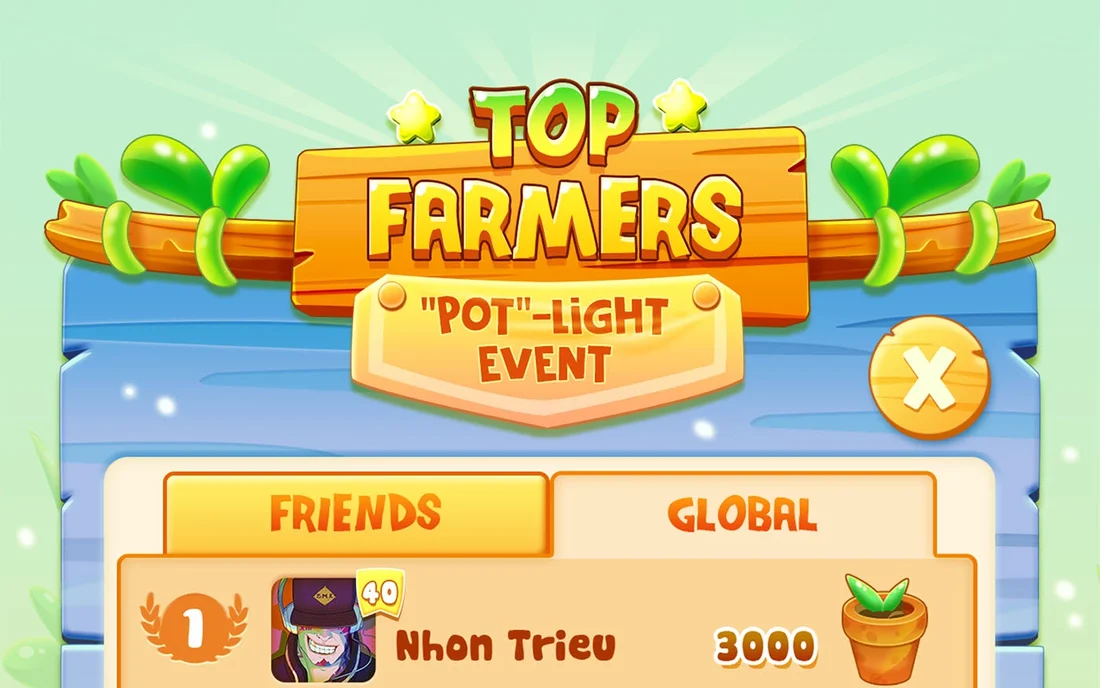 TOP
FARMERS
"POT"-LiGHT
EVENT
X
FRIENDS
GLOBAL
1
40
Nhon Trieu
3000